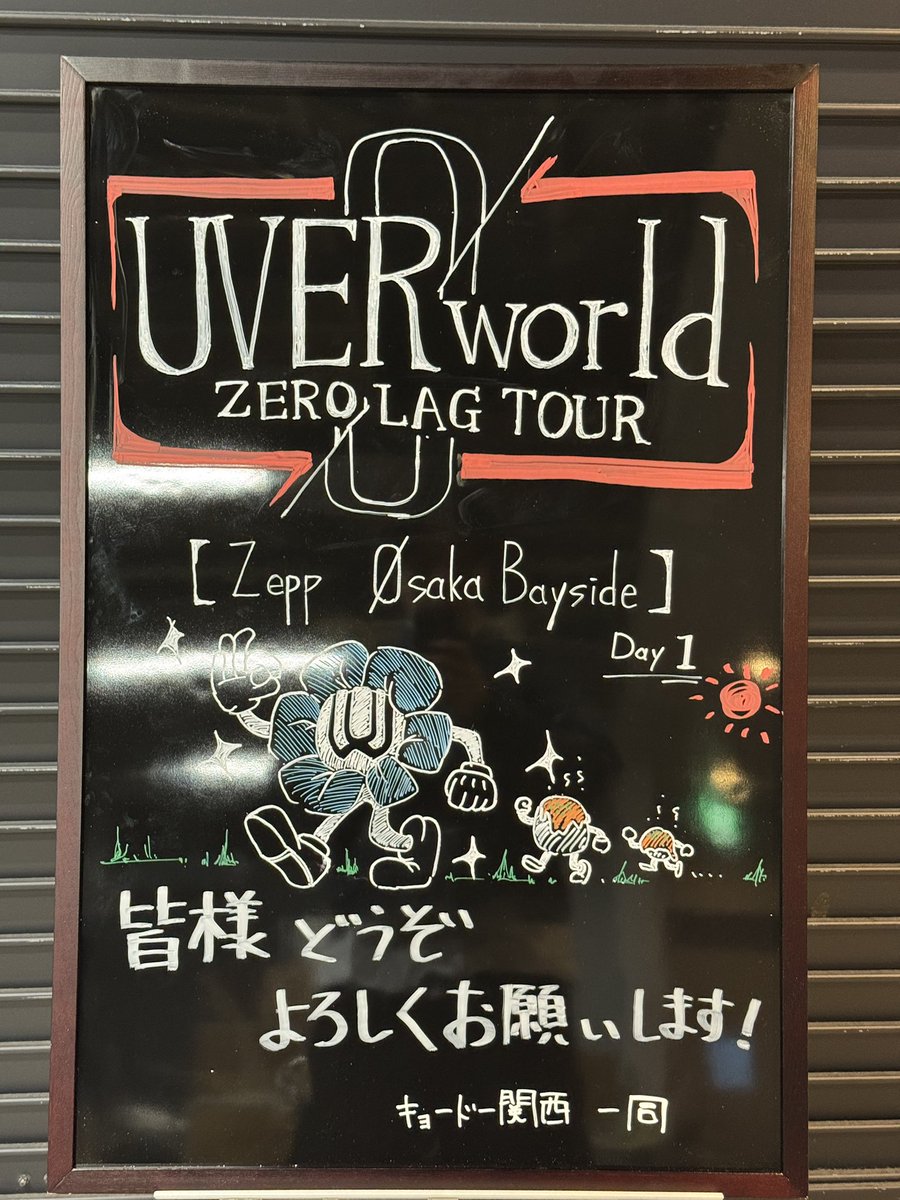 UVERworld
ZERO LAG TOUR
[Zepp Øsaka Bayside]
Day 1
皆様 どうぞ
よろしくお願いします!
キョードー関西 一同